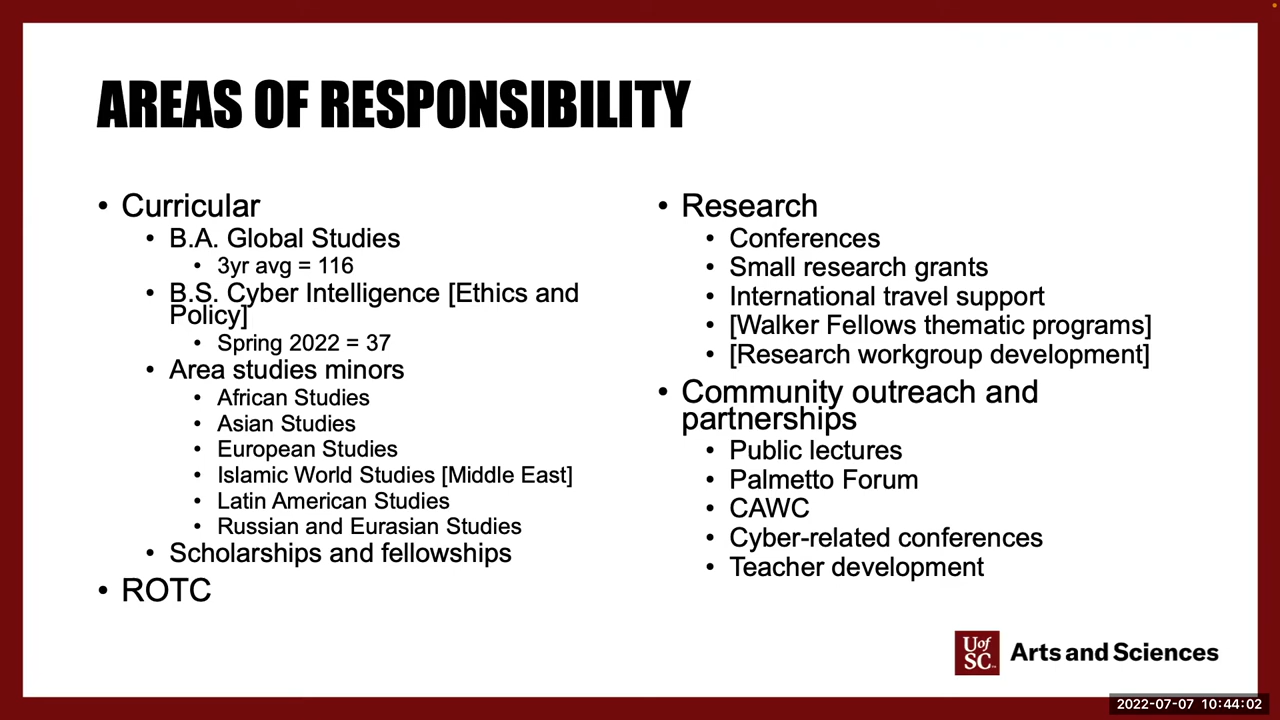 AREAS OF RESPONSIBILITY
• Curricular
• B.A. Global Studies
• 3yr avg = 116
• B.S. Cyber Intelligence [Ethics and
Policy]
• Spring 2022 = 37
• Area studies minors
• African Studies
• Asian Studies
• European Studies
• Islamic World Studies [Middle East]
• Latin American Studies
• Russian and Eurasian Studies
• Scholarships and fellowships
• ROTC
• Research
• Conferences
• Small research grants
• International travel support
• [Walker Fellows thematic programs]
• [Research workgroup development]
• Community outreach and
partnerships
• Public lectures
• Palmetto Forum
• CAWC
• Cyber-related conferences
• Teacher development
U of
SC
Arts and Sciences
2022-07-07 10:44:02